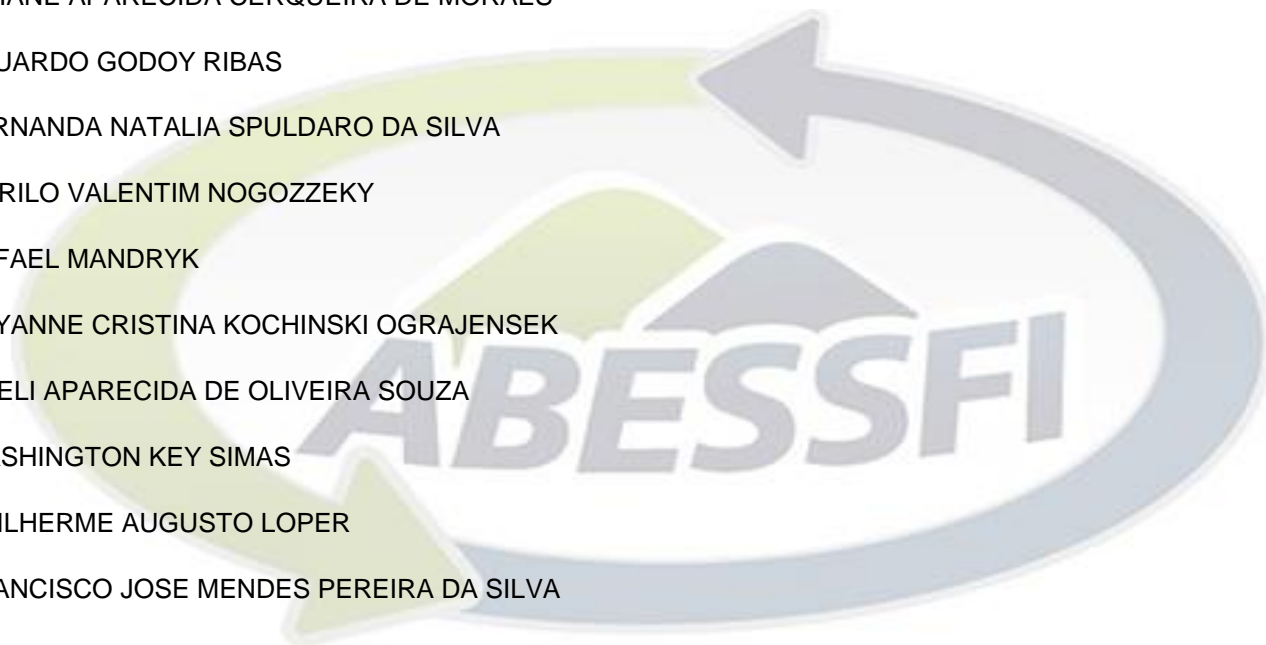 APARECIDA CERQUEIRA DE MORAES
UARDO GODOY RIBAS
RNANDA NATALIA SPULDARO DA SILVA
RILO VALENTIM NOGOZZEKY
FAEL MANDRYK
YANNE CRISTINA KOCHINSKI OGRAJENSEK
ELI APARECIDA DE OLIVEIRA SOUZA
ABESSFI
SHINGTON KEY SIMAS
ILHERME AUGUSTO LOPER
ANCISCO JOSE MENDES PEREIRA DA SILVA